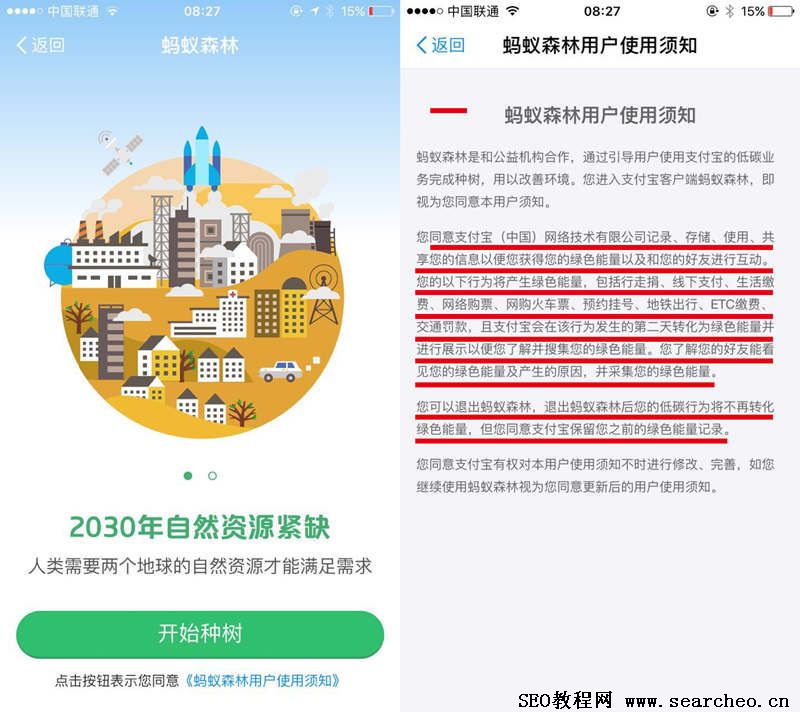 中国联通
08:27
15%
返回
蚂蚁森林
2030年自然资源紧缺
人类需要两个地球的自然资源才能满足需求
开始种树
点击按钮表示您同意《蚂蚁森林用户使用须知》
中国联通
08:27
15%
返回
蚂蚁森林用户使用须知
蚂蚁森林用户使用须知
蚂蚁森林是和公益机构合作，通过引导用户使用支付宝的低碳业
务完成种树，用以改善环境。您进入支付宝客户端蚂蚁森林，即
视为您同意本用户须知。
您同意支付宝（中国）网络技术有限公司记录、存储、使用、共
享您的信息以便您获得您的绿色能量以及和您的好友进行互动。
您的以下行为将产生绿色能量，包括行走捐、线下支付、生活缴
费、网络购票、网购火车票、预约挂号、地铁出行、ETC缴费、
交通罚款，且支付宝会在该行为发生的第二天转化为绿色能量并
进行展示以便您了解并搜集您的绿色能量。您了解您的好友能看
见您的绿色能量及产生的原因，并采集您的绿色能量。
您可以退出蚂蚁森林，退出蚂蚁森林后您的低碳行为将不再转化
绿色能量，但您同意支付宝保留您之前的绿色能量记录。
您同意支付宝有权对本用户使用须知不时进行修改、完善，如您
继续使用蚂蚁森林视为您同意更新后的用户使用须知。
SEO教程网 www.searcheo.cn